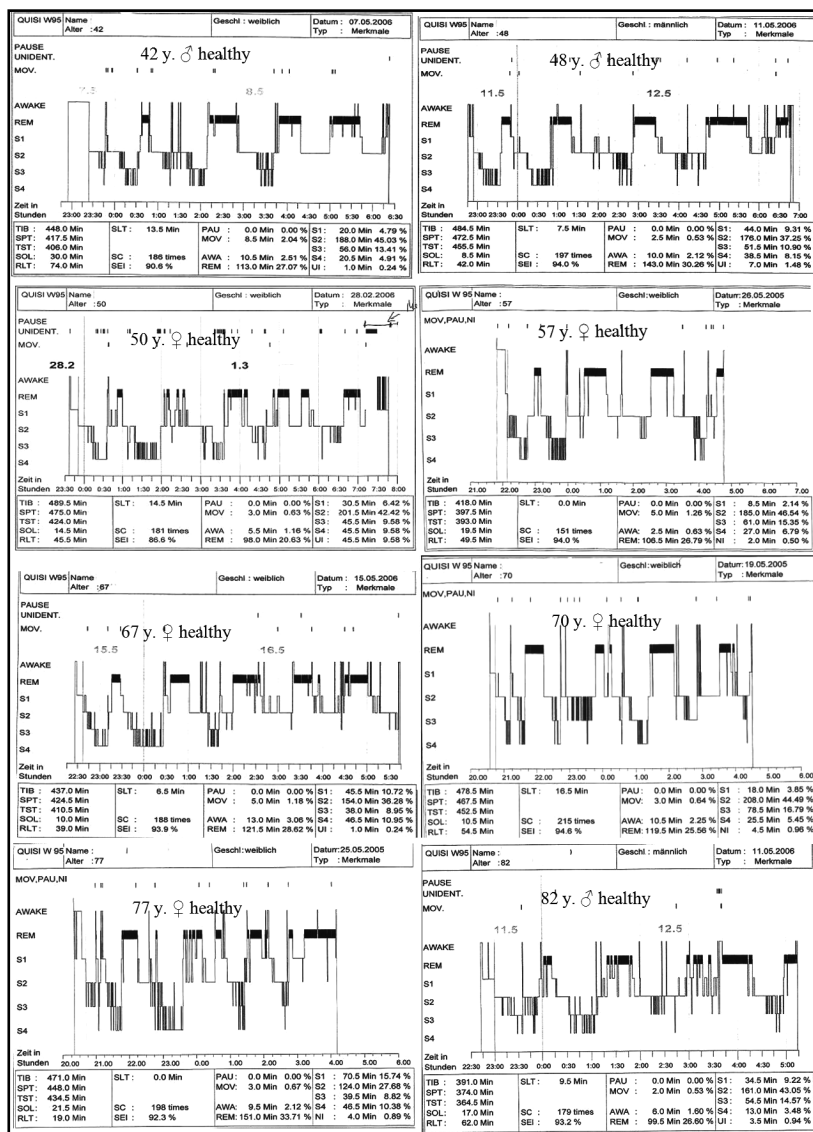 QUISI W95 Name : Geschl : weiblich Datum : 07.05.2006
Alter :42 Typ : Merkmale
PAUSE
UNIDENT.
MOV.
42 y. ♂ healthy
8.5
AWAKE
REM
S1
S2
S3
S4
Zeit in
Stunden 23:00 23:00 0:00 0:30 1:00 1:30 2:00 2:30 3:00 3:30 4:00 4:30 5:00 5:30 6:00 6:30
TIB : 448.0 Min SLT : 13.5 Min PAU : 0.0 Min 0.00 % S1: 20.0 Min 4.79 %
SPT : 417.5 Min MOV : 8.5 Min 2.04 % S2: 188.0 Min 45.03 %
TST : 406.0 Min S3: 56.0 Min 13.41 %
SOL : 30.0 Min SC : 186 times AWA : 10.5 Min 2.51 % S4 : 20.5 Min 4.91 %
RLT : 74.0 Min SEI : 90.6 % REM : 113.0 Min 27.07 % UI : 1.0 Min 0.24 %
QUISI W95 Name : Geschl : männlich Datum : 11.05.2006
Alter :48 Typ : Merkmale
PAUSE
UNIDENT.
MOV.
48 y. ♂ healthy
11.5 12.5
AWAKE
REM
S1
S2
S3
S4
Zeit in
Stunden 23:00 0:00 1:00 2:00 3:00 4:00 5:00 6:00 7:00
TIB : 484.5 Min SLT : 7.5 Min PAU : 0.0 Min 0.00 % S1 : 44.0 Min 9.31 %
SPT : 472.5 Min MOV : 2.5 Min 0.53 % S2 : 176.0 Min 37.25 %
TST : 455.5 Min S3 : 51.5 Min 10.90 %
SOL : 8.5 Min SC : 197 times AWA : 10.0 Min 2.12 % S4 : 38.5 Min 8.15 %
RLT : 42.0 Min SEI : 94.0 % REM : 143.0 Min 30.26 % UI : 7.0 Min 1.48 %
QUISI W95 Name : Geschl : weiblich Datum : 28.02.2006
Alter :50 Typ : Merkmale
PAUSE
UNIDENT.
MOV.
50 y. ♀ healthy
28.2 1.3
AWAKE
REM
S1
S2
S3
S4
Zeit in
Stunden 23:30 0:00 0:30 1:00 1:30 2:00 2:30 3:00 3:30 4:00 4:30 5:00 5:30 6:00 6:30 7:00 7:30 8:00
TIB : 489.5 Min SLT : 14.5 Min PAU : 0.0 Min 0.00 % S1: 30.5 Min 6.42 %
SPT : 475.0 Min MOV : 3.0 Min 0.63 % S2: 201.5 Min 42.42 %
TST : 424.0 Min S3 : 45.5 Min 9.58 %
SOL: 14.5 Min SC : 181 times AWA : 5.5 Min 1.16 % S4 : 45.5 Min 9.58 %
RLT : 45.5 Min SEI : 86.6 % REM : 98.0 Min 20.63 % UI : 45.5 Min 9.58 %
QUISI W 95 Name : Geschl.:weiblich Datum:26.05.2005
Alter :57 Typ : Merkmale
MOV,PAU,NI
57 y. ♀ healthy
AWAKE
REM
S1
S2
S3
S4
Zeit in
Stunden 21.00 22.00 23.00 0.00 1.00 2.00 3.00 4.00 5.00 6.00 7.00
TIB : 418.0 Min SLT : 0.0 Min PAU : 0.0 Min 0.00 % S1 : 8.5 Min 2.14 %
SPT : 397.5 Min MOV: 5.0 Min 1.26 % S2 : 185.0 Min 46.54 %
TST : 393.0 Min S3 : 61.0 Min 15.35 %
SOL: 19.5 Min SC : 151 times AWA: 2.5 Min 0.63 % S4 : 27.0 Min 6.79 %
RLT: 49.5 Min SEI : 94.0 % REM: 106.5 Min 26.79 % NI : 2.0 Min 0.50 %
QUISI W95 Name Geschl : weiblich Datum : 15.05.2006
Alter :67 Typ : Merkmale
PAUSE
UNIDENT.
MOV.
67 y. ♀ healthy
15.5 16.5
AWAKE
REM
S1
S2
S3
S4
Zeit in
Stunden 22:30 23:00 23:30 0:00 0:30 1:00 1:30 2:00 2:30 3:00 3:30 4:00 4:30 5:00 5:30
TIB : 437.0 Min SLT : 6.5 Min PAU : 0.0 Min 0.00 % S1 : 45.5 Min 10.72 %
SPT : 424.5 Min MOV : 5.0 Min 1.18 % S2 : 154.0 Min 36.28 %
TST : 410.5 Min S3 : 38.0 Min 8.95 %
SOL : 10.0 Min SC : 188 times AWA : 13.0 Min 3.06 % S4 : 46.5 Min 10.95 %
RLT : 39.0 Min SEI : 93.9 % REM : 121.5 Min 28.62 % UI : 1.0 Min 0.24 %
QUISI W 95 Name : Geschl.:weiblich Datum:19.05.2005
Alter :70 Typ : Merkmale
MOV,PAU,NI
70 y. ♀ healthy
AWAKE
REM
S1
S2
S3
S4
Zeit in
Stunden 20.00 21.00 22.00 23.00 0.00 1.00 2.00 3.00 4.00 5.00 6.00
TIB : 478.5 Min SLT : 16.5 Min PAU : 0.0 Min 0.00 % S1 : 18.0 Min 3.85 %
SPT : 467.5 Min MOV: 3.0 Min 0.64 % S2 : 208.0 Min 44.49 %
TST : 452.5 Min S3 : 78.5 Min 16.79 %
SOL: 10.5 Min SC : 215 times AWA: 10.5 Min 2.25 % S4 : 25.5 Min 5.45 %
RLT: 54.5 Min SEI : 94.6 % REM: 119.5 Min 25.56 % NI : 4.5 Min 0.96 %
QUISI W 95 Name : Geschl.:weiblich Datum:25.05.2005
Alter :77 Typ : Merkmale
MOV,PAU,NI
77 y. ♀ healthy
AWAKE
REM
S1
S2
S3
S4
Zeit in
Stunden 20.00 21.00 22.00 23.00 0.00 1.00 2.00 3.00 4.00 5.00 6.00
TIB : 471.0 Min SLT : 0.0 Min PAU : 0.0 Min 0.00 % S1 : 70.5 Min 15.74 %
SPT: 448.0 Min MOV: 3.0 Min 0.67 % S2 : 124.0 Min 27.68 %
TST: 434.5 Min S3 : 39.5 Min 8.82 %
SOL: 21.5 Min SC : 198 times AWA: 9.5 Min 2.12 % S4 : 46.5 Min 10.38 %
RLT: 19.0 Min SEI : 92.3 % REM: 151.0 Min 33.71 % NI : 4.0 Min 0.89 %
QUISI W95 Name : Geschl : männlich Datum : 11.05.2006
Alter :82 Typ : Merkmale
PAUSE
UNIDENT.
MOV.
82 y. ♂ healthy
11.5 12.5
AWAKE
REM
S1
S2
S3
S4
Zeit in
Stunden 22:30 23:00 23:30 0:00 0:30 1:00 1:30 2:00 2:30 3:00 3:30 4:00 4:30 5:00
TIB : 391.0 Min SLT : 9.5 Min PAU : 0.0 Min 0.00 % S1 : 34.5 Min 9.22 %
SPT : 374.0 Min MOV : 2.0 Min 0.53 % S2 : 161.0 Min 43.05 %
TST : 364.5 Min S3 : 54.5 Min 14.57 %
SOL : 17.0 Min SC : 179 times AWA : 6.0 Min 1.60 % S4 : 13.0 Min 3.48 %
RLT : 62.0 Min SEI : 93.2 % REM : 99.5 Min 26.60 % UI : 3.5 Min 0.94 %